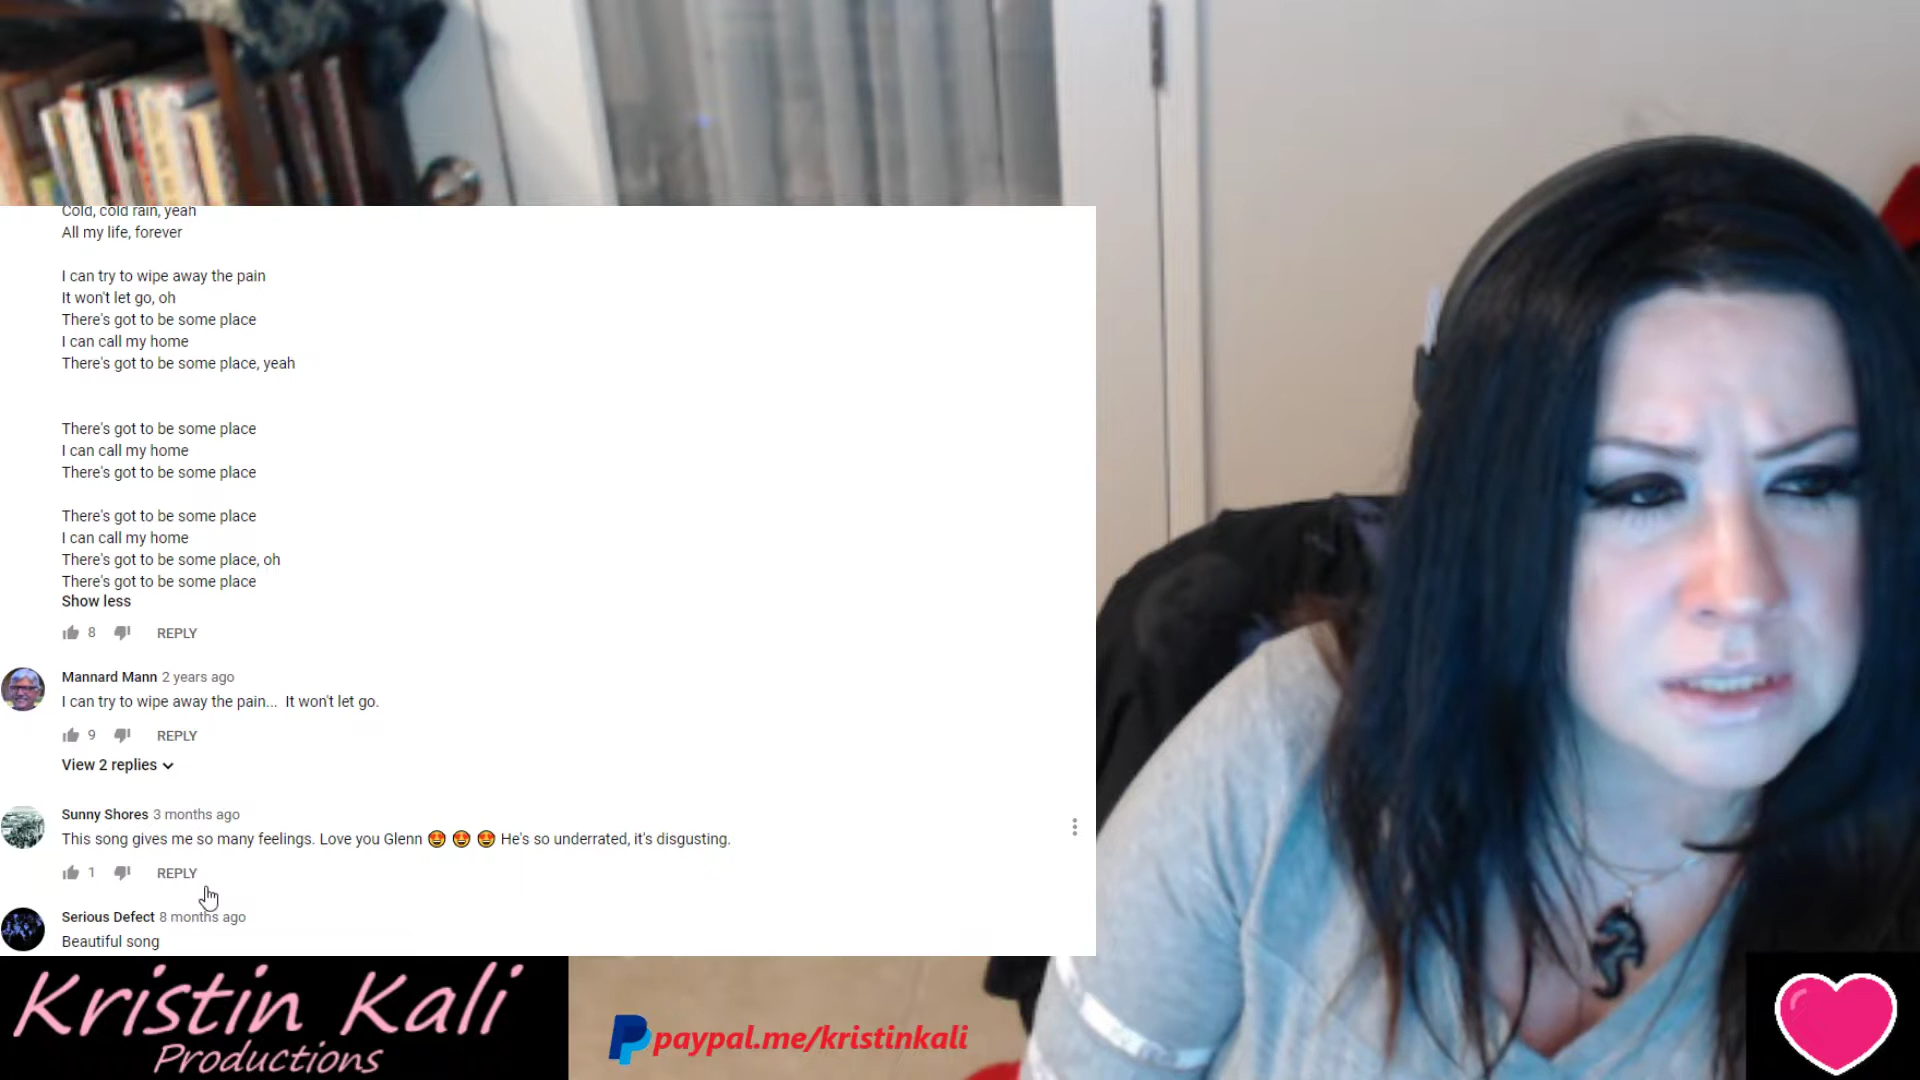 Cold, cold rain, yeah
All my life, forever
I can try to wipe away the pain
It won't let go, oh
There's got to be some place
I can call my home
There's got to be some place, yeah
There's got to be some place
I can call my home
There's got to be some place
There's got to be some place
I can call my home
There's got to be some place, oh
There's got to be some place
Show less
8 REPLY
Mannard Mann 2 years ago
I can try to wipe away the pain... It won't let go.
9 REPLY
View 2 replies
Sunny Shores 3 months ago
This song gives me so many feelings. Love you Glenn 😍 😍 😍 He's so underrated, it's disgusting.
1 REPLY
Serious Defect 8 months ago
Beautiful song
Kristin Kali
Productions
paypal.me/kristinkali